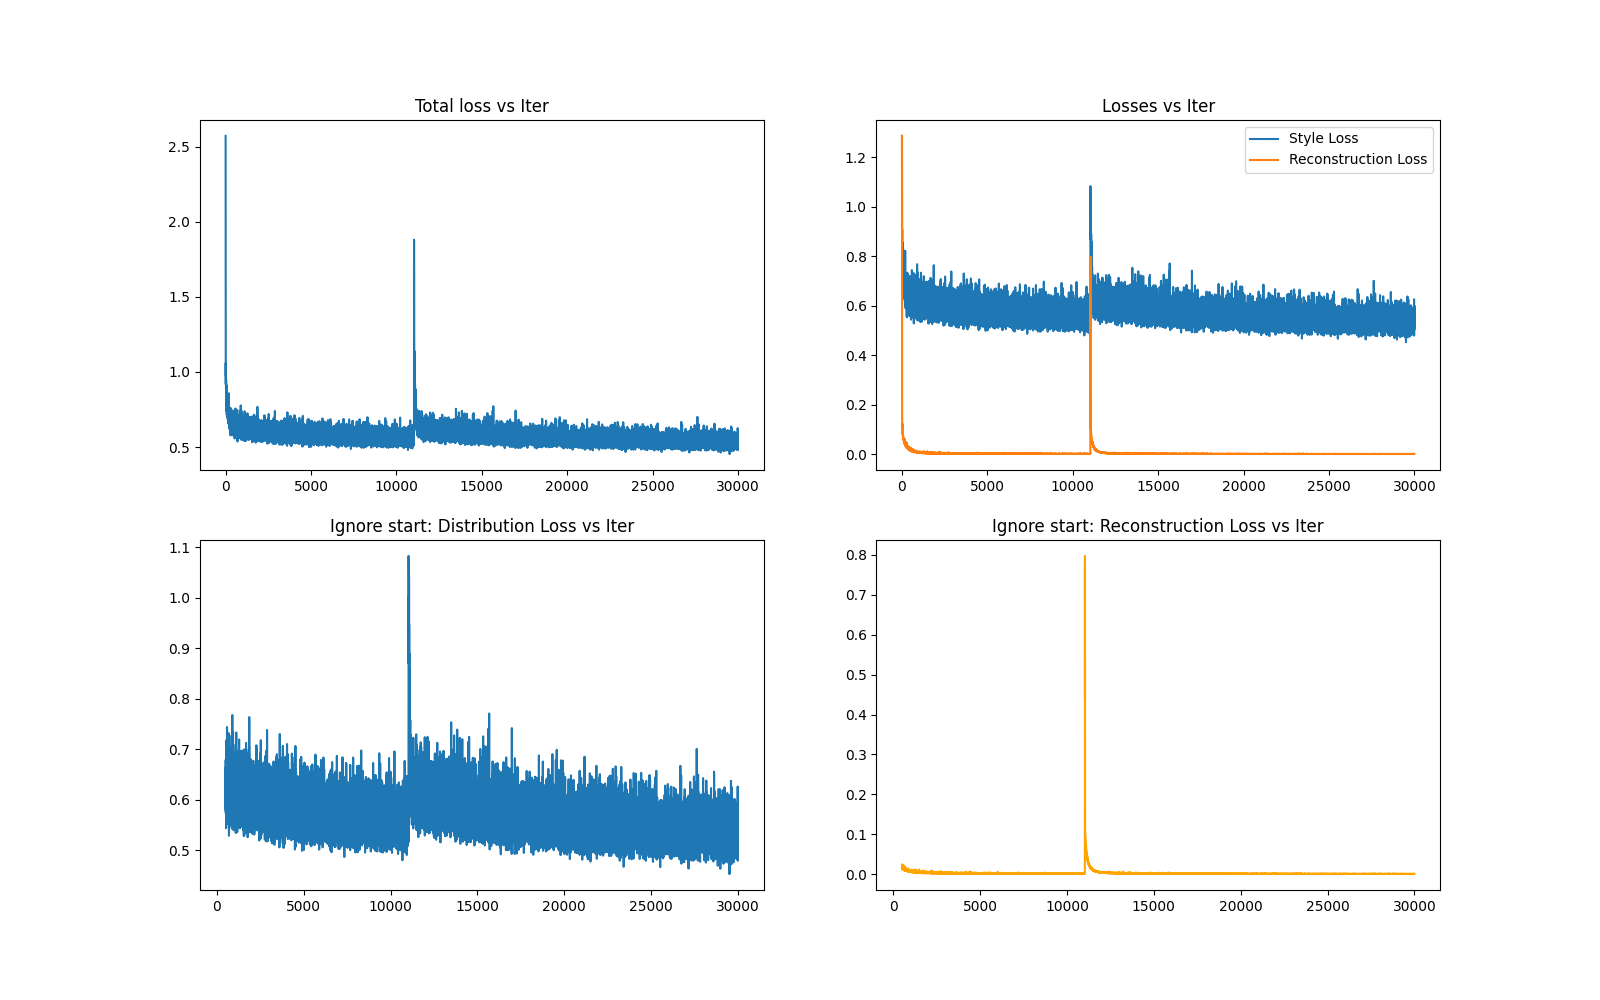 Total loss vs Iter
2.5
2.0
1.5
1.0
0.5
0 5000 10000 15000 20000 25000 30000
Losses vs Iter
Style Loss
Reconstruction Loss
1.2
1.0
0.8
0.6
0.4
0.2
0.0
0 5000 10000 15000 20000 25000 30000
Ignore start: Distribution Loss vs Iter
1.1
1.0
0.9
0.8
0.7
0.6
0.5
0 5000 10000 15000 20000 25000 30000
Ignore start: Reconstruction Loss vs Iter
0.8
0.7
0.6
0.5
0.4
0.3
0.2
0.1
0.0
0 5000 10000 15000 20000 25000 30000